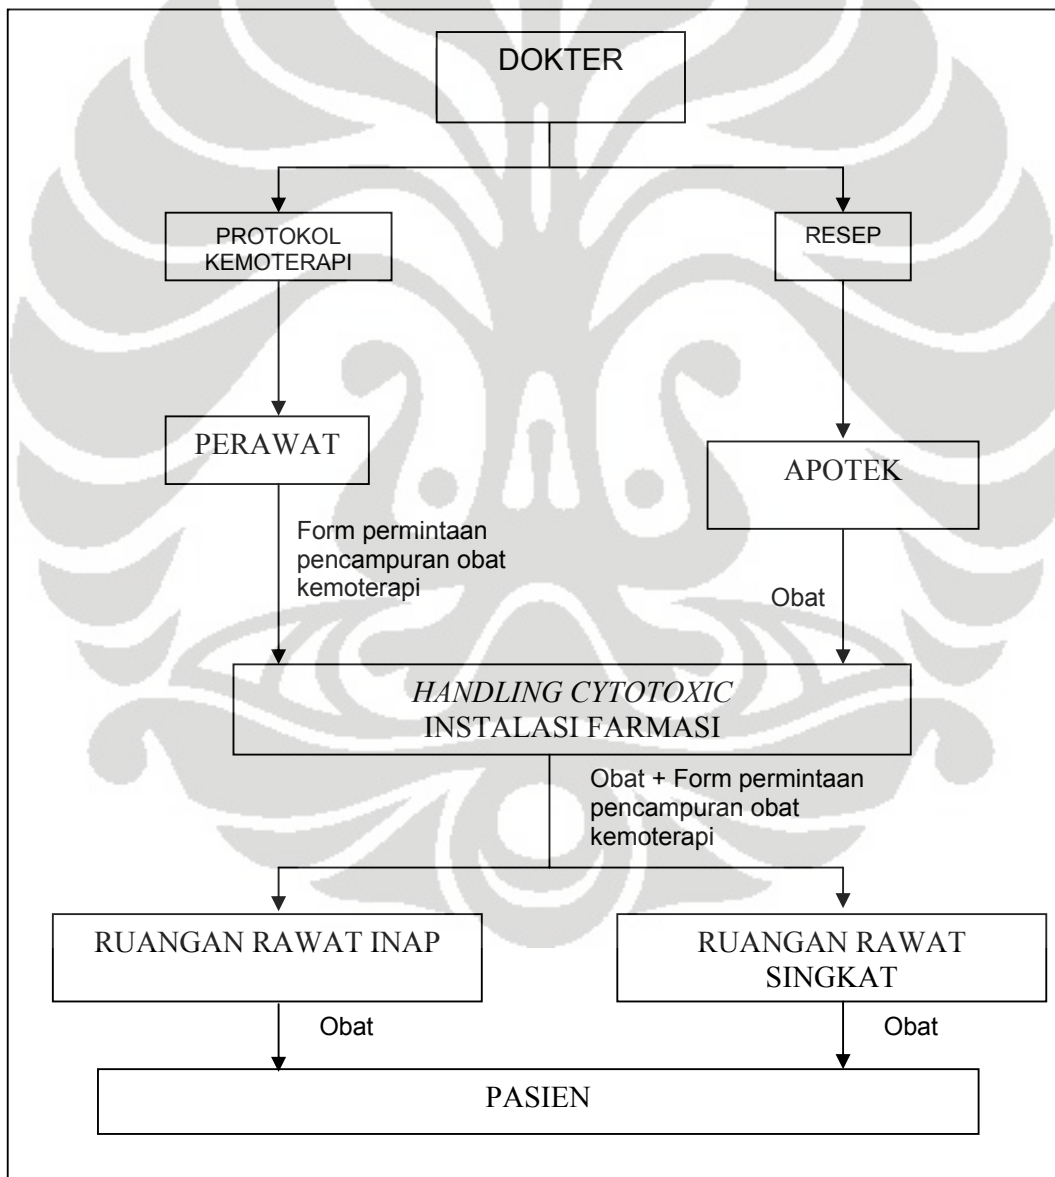 DOKTER
PROTOKOL
KEMOTERAPI
RESEP
PERAWAT
APOTEK
Form permintaan
pencampuran obat
kemoterapi
Obat
HANDLING CYTOTOXIC
INSTALASI FARMASI
Obat + Form permintaan
pencampuran obat
kemoterapi
RUANGAN RAWAT INAP
RUANGAN RAWAT
SINGKAT
Obat
Obat
PASIEN